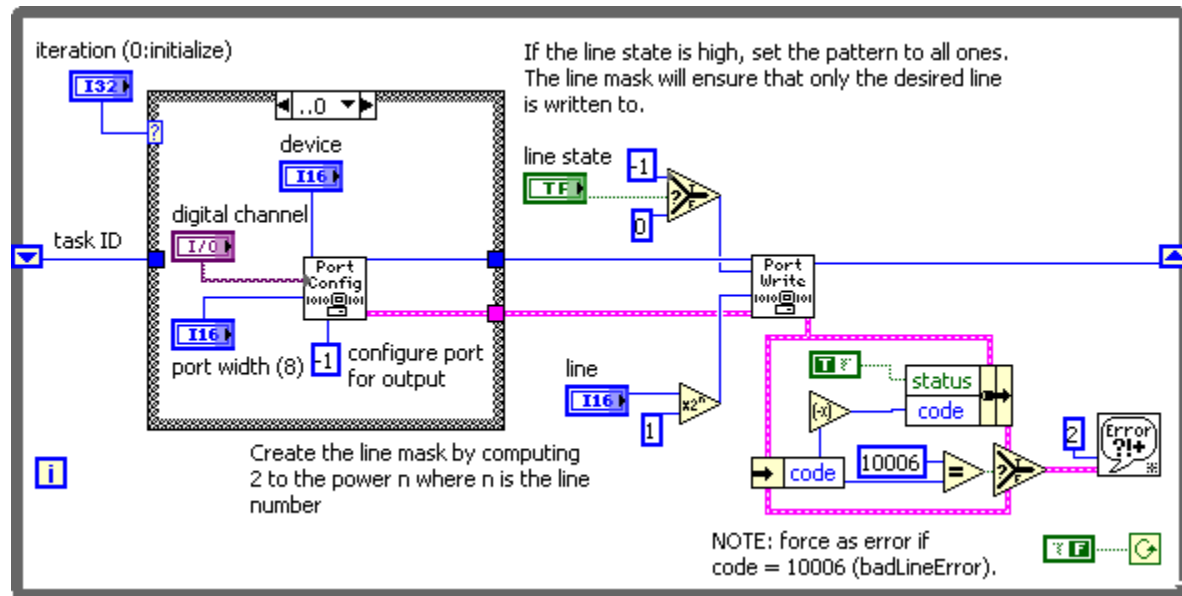 iteration (0:initialize)
I32
..0
?
device
I16
digital channel
I/O
task ID
Port
Config
I16
port width (8)
-1
configure port
for output
Create the line mask by computing
2 to the power n where n is the line
number
i
If the line state is high, set the pattern to all ones.
The line mask will ensure that only the desired line
is written to.
line state
TF
-1
0
?
T
F
Port
Write
line
I16
1
x2ⁿ
T
status
code
(-x)
code
10006
=
?
T
F
2
Error
?!+
NOTE: force as error if
code = 10006 (badLineError).
F